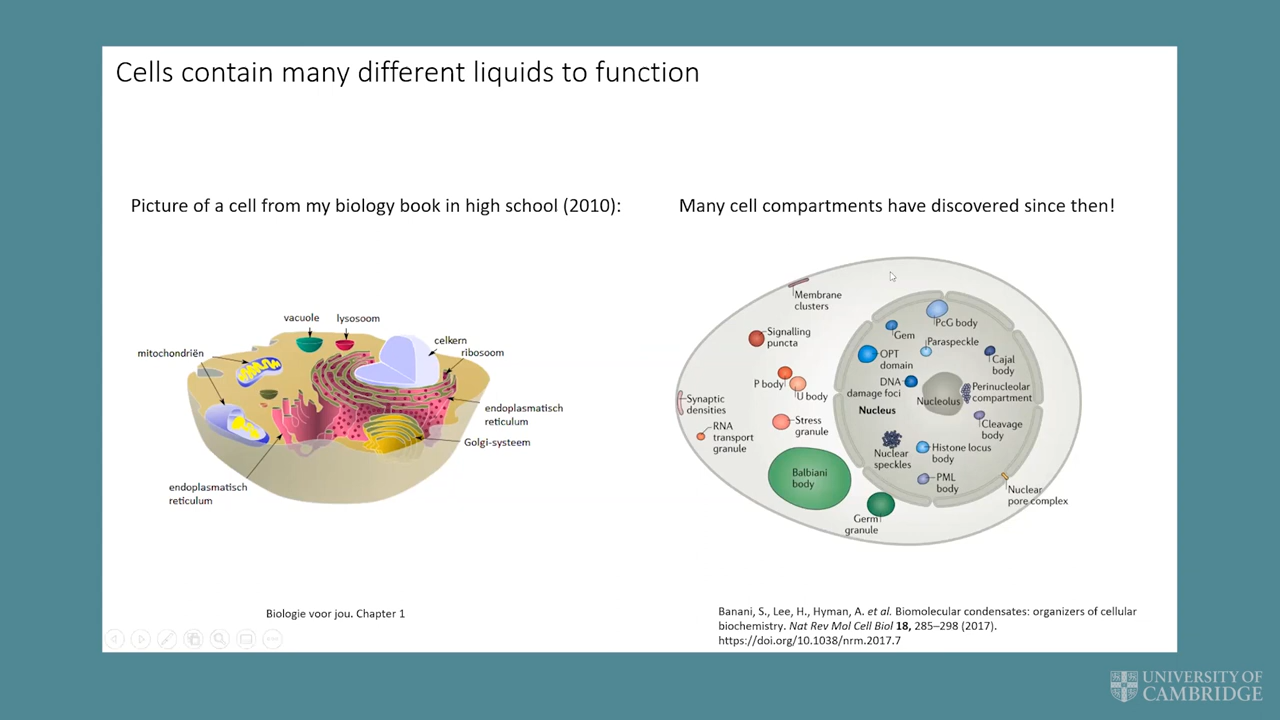 Cells contain many different liquids to function
Picture of a cell from my biology book in high school (2010):
vacuole
lysosoom
celkern
ribosoom
mitochondriën
endoplasmatisch
reticulum
Golgi-systeem
endoplasmatisch
reticulum
Biologie voor jou. Chapter 1
Many cell compartments have discovered since then!
Membrane
clusters
Signalling
puncta
P body
U body
Synaptic
densities
RNA
transport
granule
Stress
granule
Balbiani
body
Germ
granule
PcG body
Gem
Paraspeckle
OPT
domain
Cajal
body
DNA
damage foci
Nucleolus
Perinucleolar
compartment
Nucleus
Cleavage
body
Nuclear
speckles
Histone locus
body
PML
body
Nuclear
pore complex
Banani, S., Lee, H., Hyman, A. et al. Biomolecular condensates: organizers of cellular
biochemistry. Nat Rev Mol Cell Biol 18, 285–298 (2017).
https://doi.org/10.1038/nrm.2017.7
UNIVERSITY OF
CAMBRIDGE